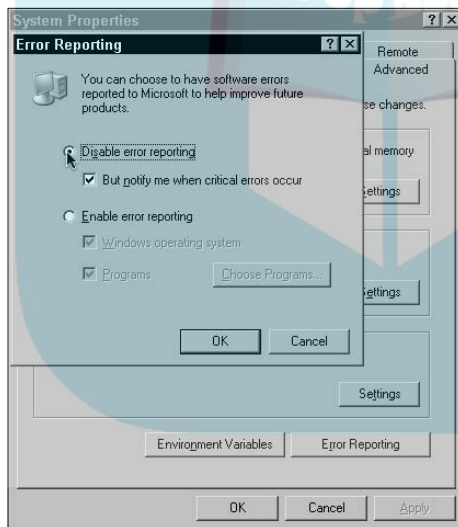 System Properties
Error Reporting
Remote
Advanced
You can choose to have software errors
reported to Microsoft to help improve future
products.
se changes.
Disable error reporting
al memory
But notify me when critical errors occur
Settings
Enable error reporting
Windows operating system
Programs
Choose Programs...
Settings
OK
Cancel
Settings
Environment Variables
Error Reporting
OK
Cancel
Apply